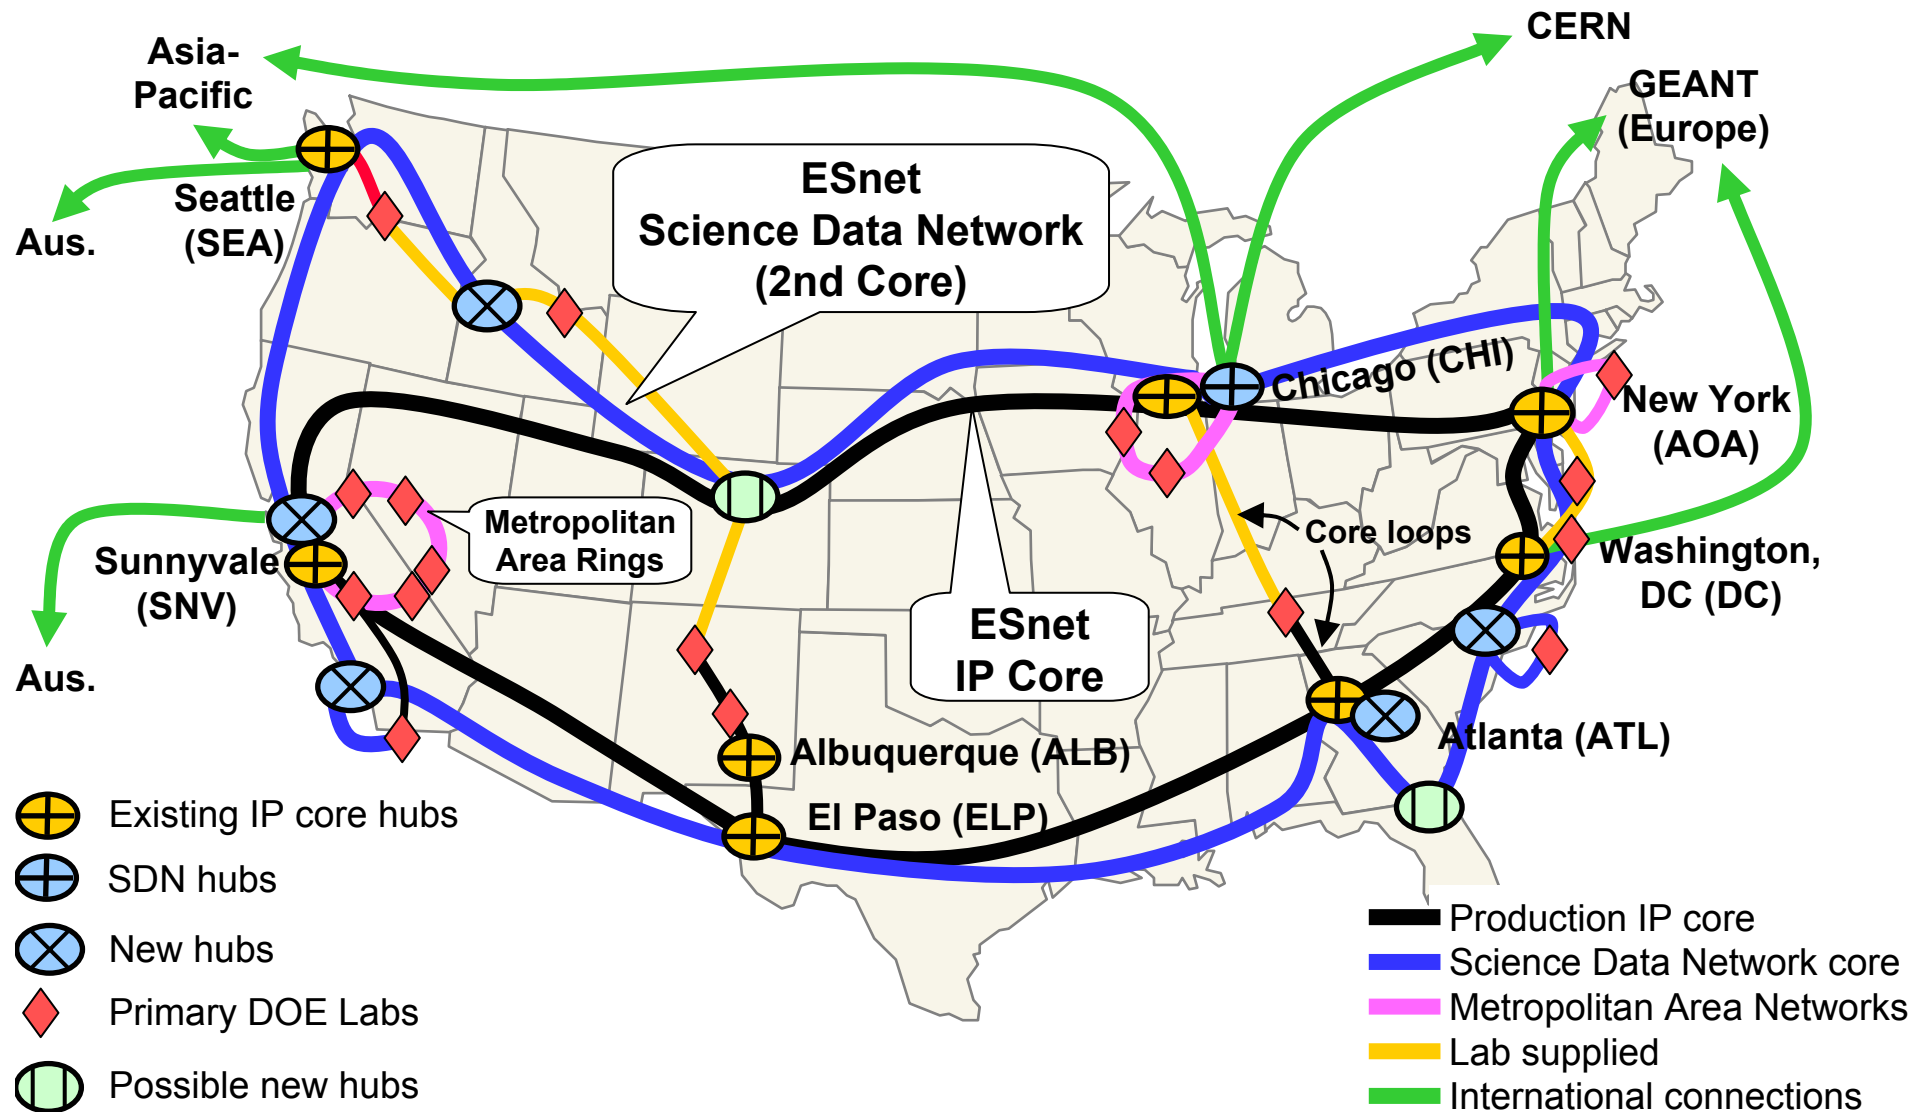 CERN
Asia-
Pacific
GEANT
(Europe)
ESnet
Science Data Network
(2nd Core)
Seattle
(SEA)
Aus.
Chicago (CHI)
New York
(AOA)
Metropolitan
Area Rings
Core loops
Sunnyvale
(SNV)
Washington,
DC (DC)
ESnet
IP Core
Aus.
Atlanta (ATL)
Albuquerque (ALB)
El Paso (ELP)
Existing IP core hubs
SDN hubs
New hubs
Primary DOE Labs
Possible new hubs
Production IP core
Science Data Network core
Metropolitan Area Networks
Lab supplied
International connections